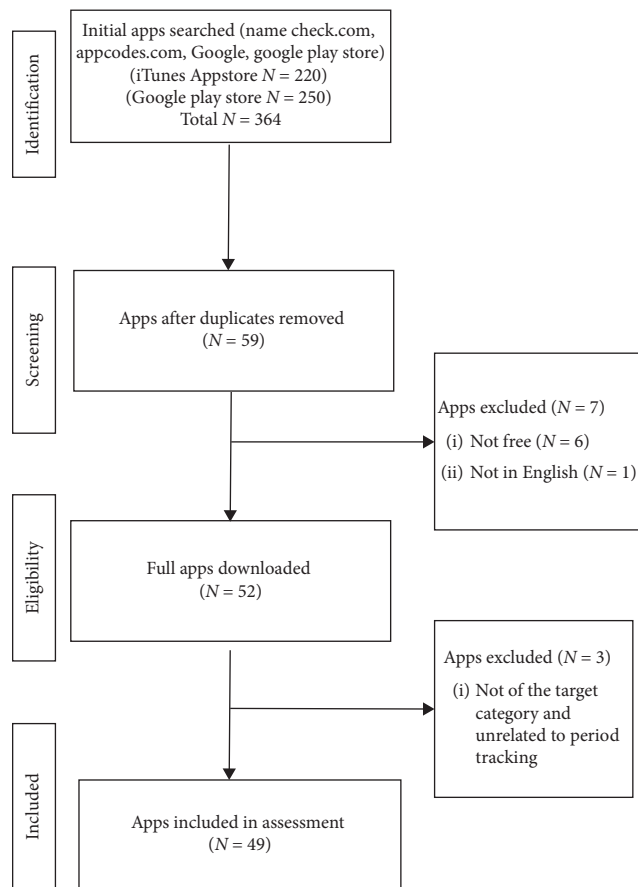 Identification
Initial apps searched (name check.com,
appcodes.com, Google, google play store)
(iTunes Appstore N = 220)
(Google play store N = 250)
Total N = 364
Screening
Apps after duplicates removed
(N = 59)
Apps excluded (N = 7)
(i) Not free (N = 6)
(ii) Not in English (N = 1)
Eligibility
Full apps downloaded
(N = 52)
Apps excluded (N = 3)
(i) Not of the target
category and
unrelated to period
tracking
Included
Apps included in assessment
(N = 49)